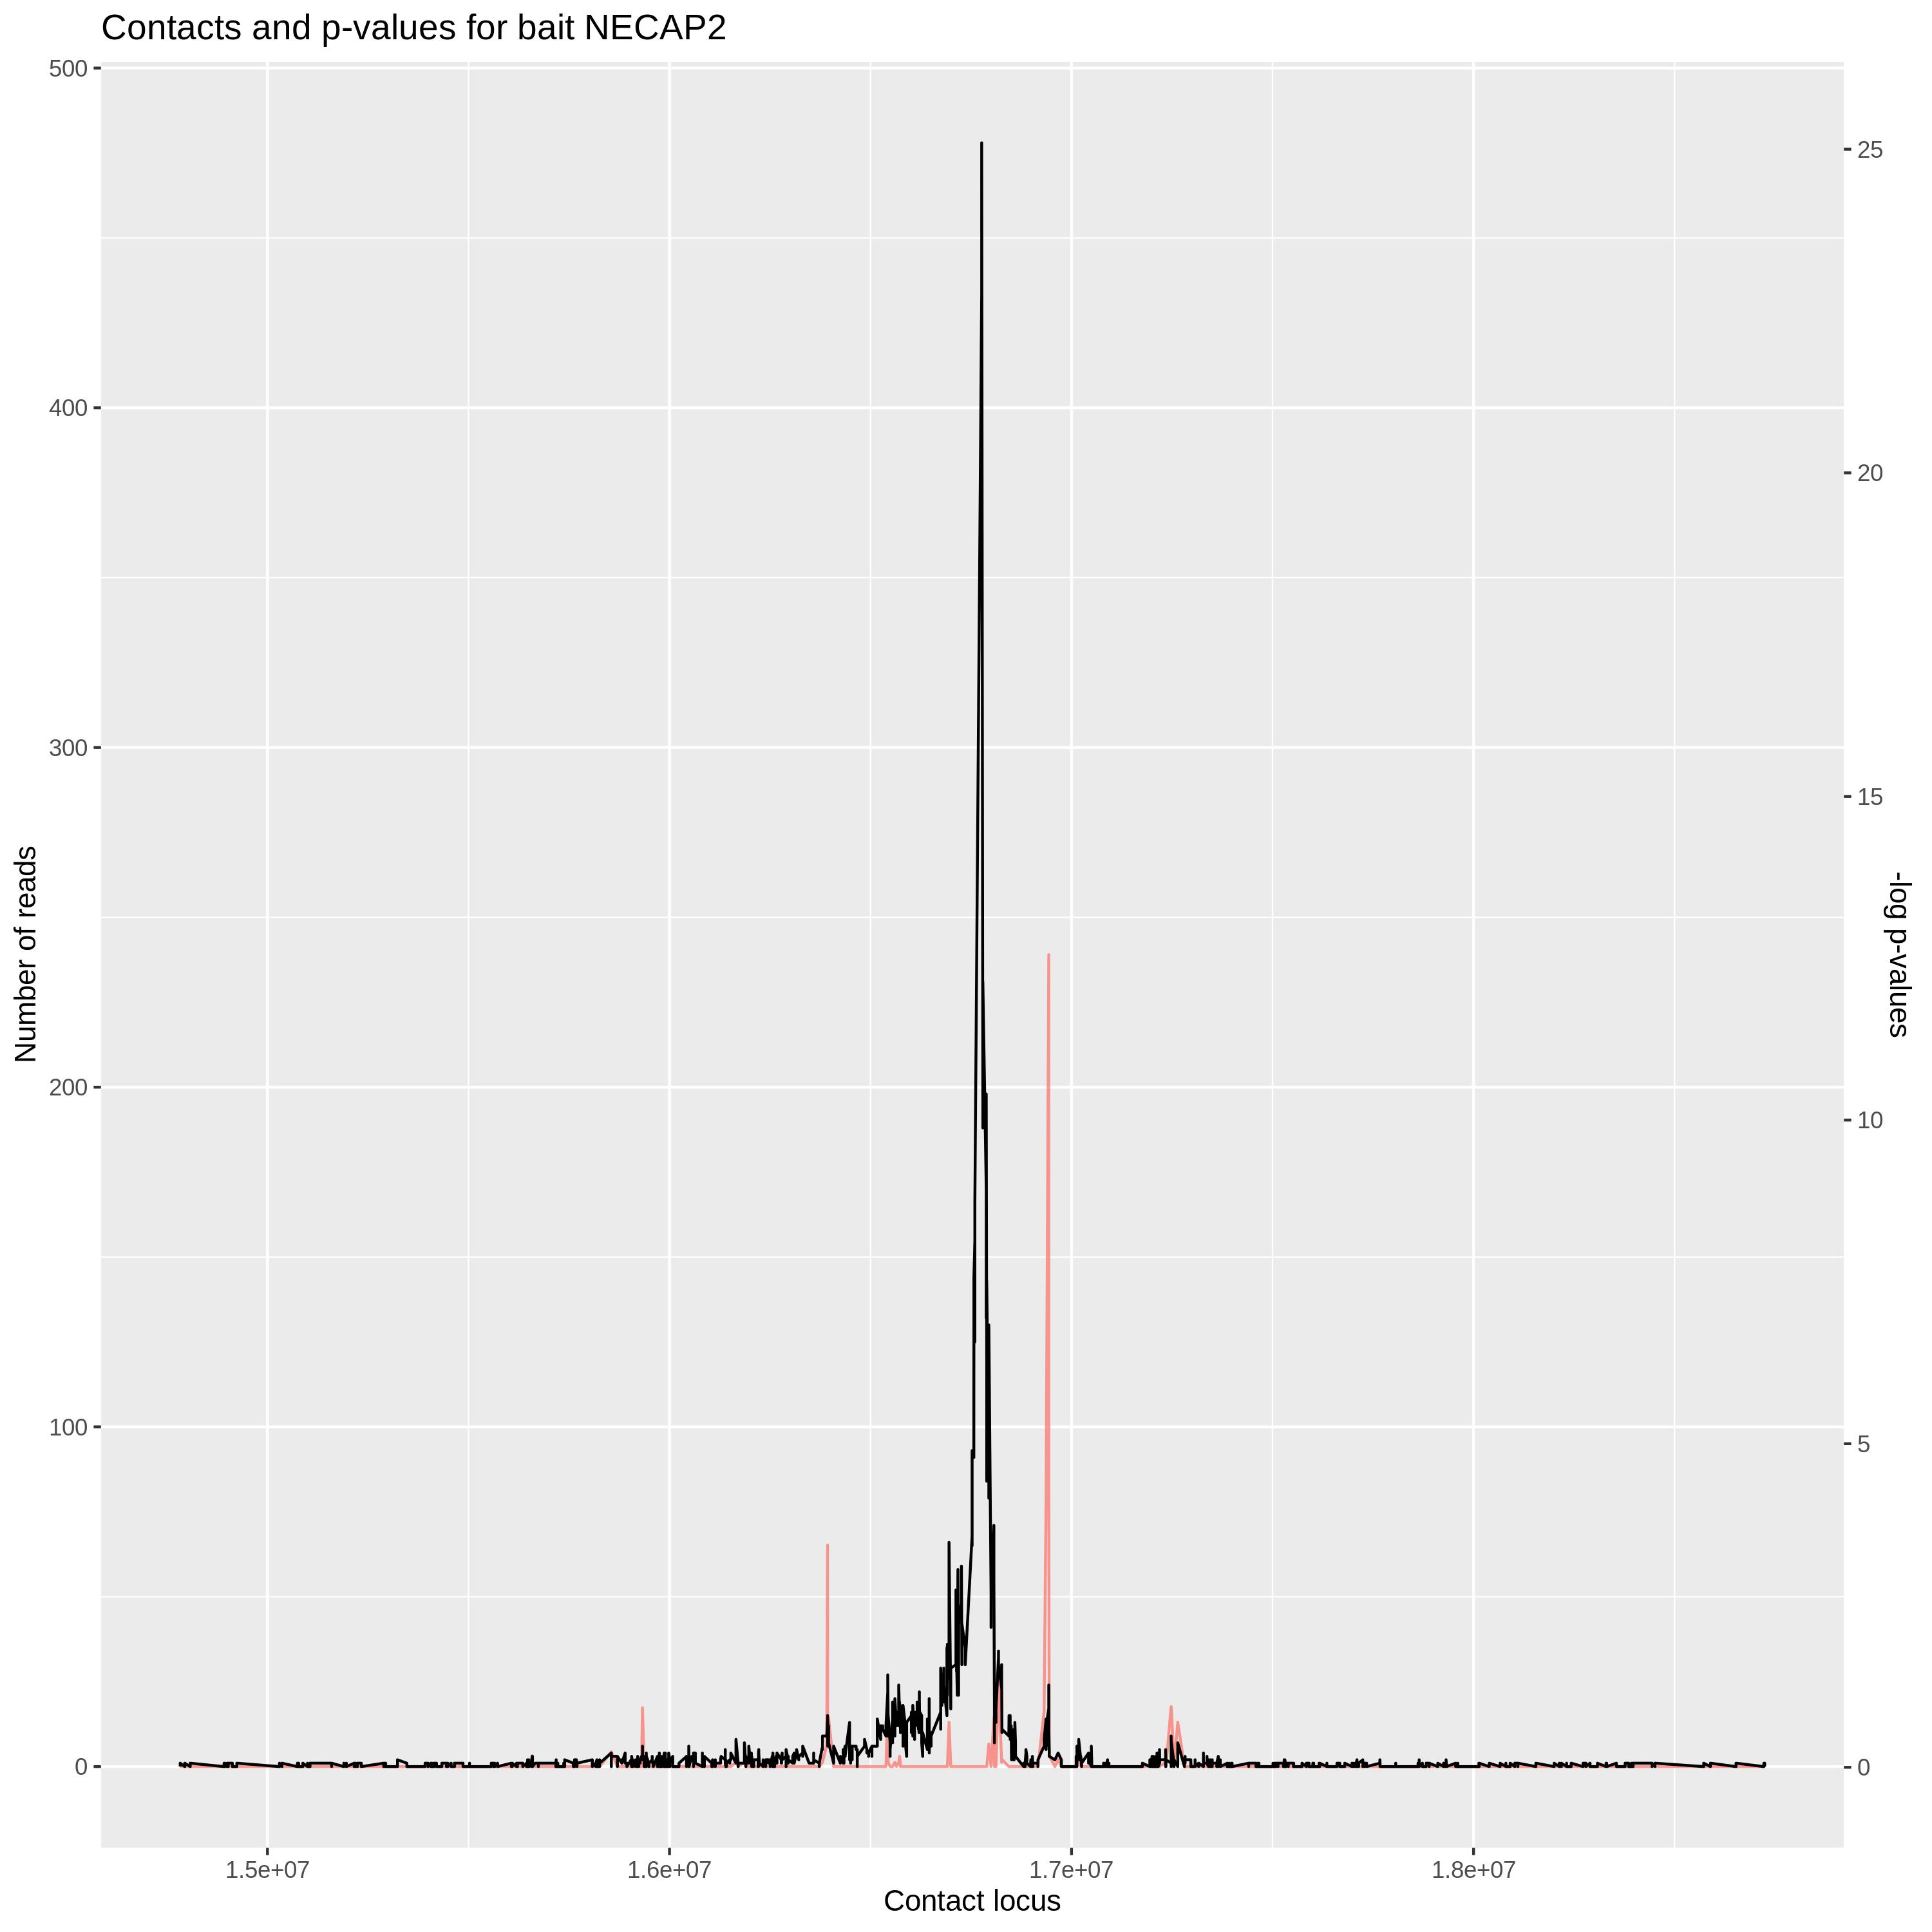 Contacts and p-values for bait NECAP2
500
400
300
200
100
0
Number of reads
25
20
15
10
5
0
-log p-values
1.5e+07
1.6e+07
1.7e+07
1.8e+07
Contact locus